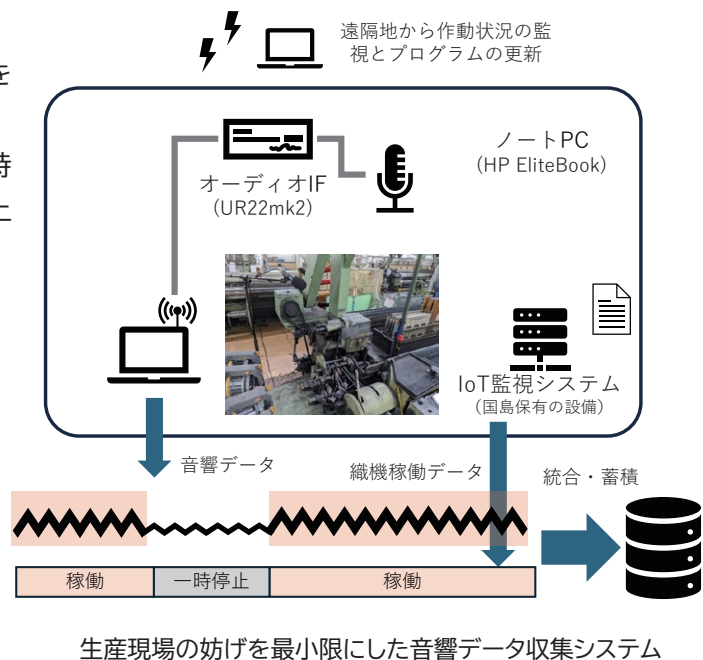 遠隔地から作動状況の監
視とプログラムの更新
を
時
ノートPC
(HP EliteBook)
オーディオIF
(UR22mk2)
IoT監視システム
(国島保有の設備)
音響データ
織機稼働データ
統合・蓄積
稼働
一時停止
稼働
生産現場の妨げを最小限にした音響データ収集システム